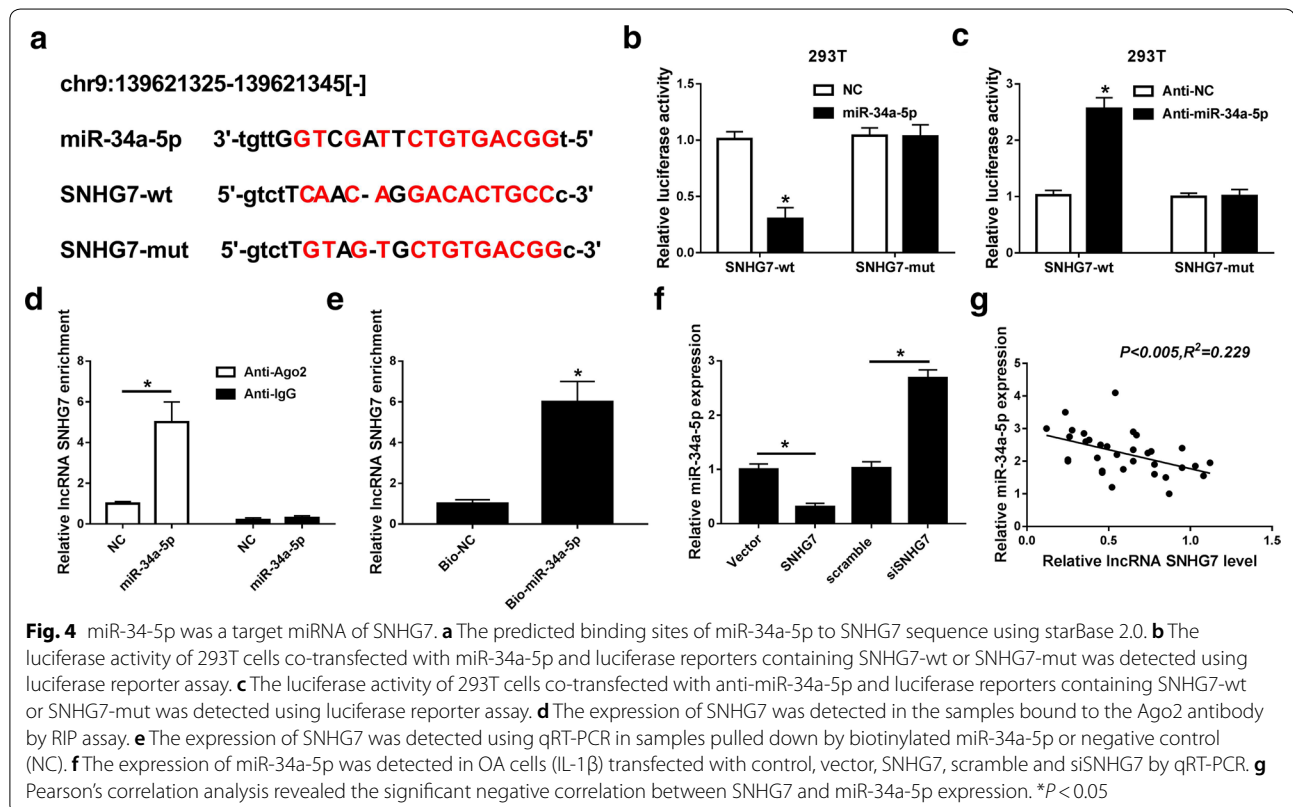 a
chr9:139621325-139621345[-]
miR-34a-5p 3'-tgttGGTCGATTCTGTGACGGt-5'
SNHG7-wt 5'-gtctTCAAC- AGGACACTGCCc-3'
SNHG7-mut 5'-gtctTGTAG-TGCTGTGACGGc-3'
b
293T
Relative luciferase activity
1.5
1.0
0.5
0.0
NC
miR-34a-5p
*
SNHG7-wt
SNHG7-mut
c
293T
Relative luciferase activity
3
2
1
0
Anti-NC
Anti-miR-34a-5p
*
SNHG7-wt
SNHG7-mut
d
Relative lncRNA SNHG7 enrichment
8
6
4
2
0
Anti-Ago2
Anti-IgG
*
NC
miR-34a-5p
NC
miR-34a-5p
e
Relative lncRNA SNHG7 enrichment
8
6
4
2
0
*
Bio-NC
Bio-miR-34a-5p
f
Relative miR-34a-5p expression
3
2
1
0
*
*
Vector
SNHG7
scramble
siSNHG7
g
P<0.005,R²=0.229
Relative miR-34a-5p expression
5
4
3
2
1
0
0.0
0.5
1.0
1.5
Relative lncRNA SNHG7 level
Fig. 4 miR-34-5p was a target miRNA of SNHG7. a The predicted binding sites of miR-34a-5p to SNHG7 sequence using starBase 2.0. b The
luciferase activity of 293T cells co-transfected with miR-34a-5p and luciferase reporters containing SNHG7-wt or SNHG7-mut was detected using
luciferase reporter assay. c The luciferase activity of 293T cells co-transfected with anti-miR-34a-5p and luciferase reporters containing SNHG7-wt
or SNHG7-mut was detected using luciferase reporter assay. d The expression of SNHG7 was detected in the samples bound to the Ago2 antibody
by RIP assay. e The expression of SNHG7 was detected using qRT-PCR in samples pulled down by biotinylated miR-34a-5p or negative control
(NC). f The expression of miR-34a-5p was detected in OA cells (IL-1β) transfected with control, vector, SNHG7, scramble and siSNHG7 by qRT-PCR. g
Pearson's correlation analysis revealed the significant negative correlation between SNHG7 and miR-34a-5p expression. *P < 0.05